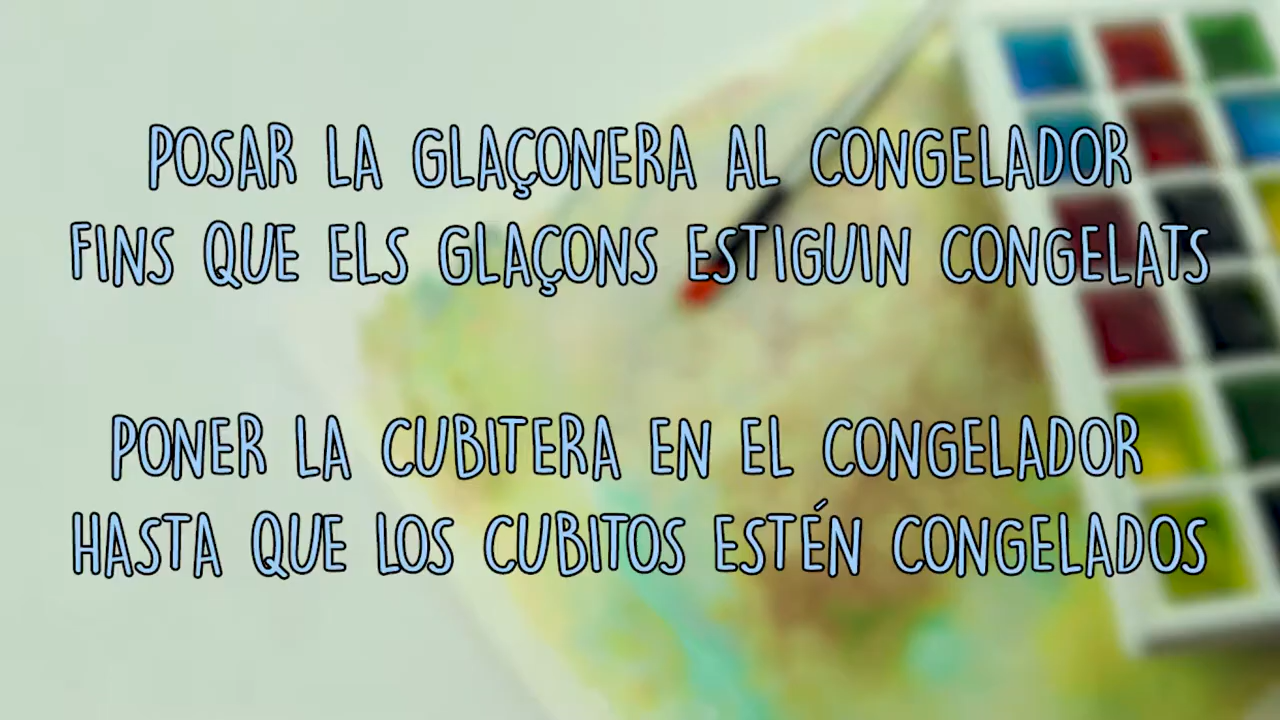 POSAR LA GLAÇONERA AL CONGELADOR
FINS QUE ELS GLAÇONS ESTIGUIN CONGELATS
PONER LA CUBITERA EN EL CONGELADOR
HASTA QUE LOS CUBITOS ESTÉN CONGELADOS